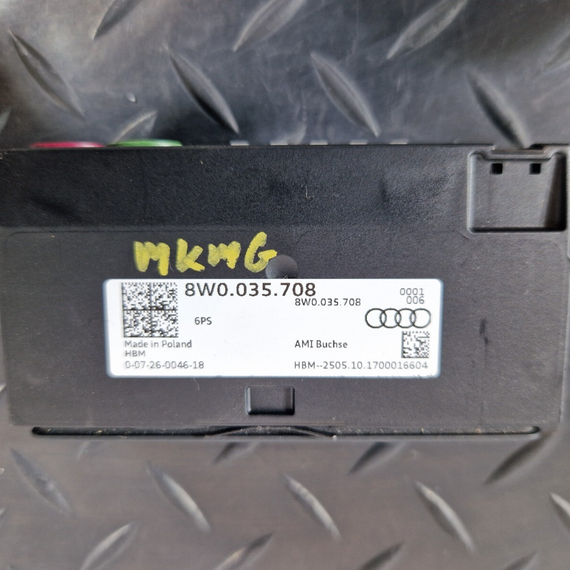 MKMG
8W0.035.708
8W0.035.708
0001
006
6PS
Made in Poland
AMI Buchse
HBM
0-07-26-0046-18
HBM--2505.10.1700016604